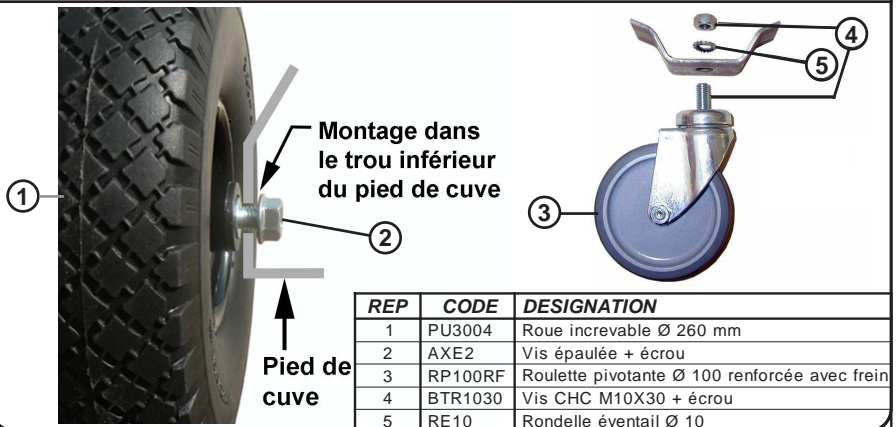 4
5
Montage dans
le trou inférieur
du pied de cuve
1
3
2
Pied de
cuve
REP CODE DESIGNATION
1 PU3004 Roue increvable Ø 260 mm
2 AXE2 Vis épaulée + écrou
3 RP100RF Roulette pivotante Ø 100 renforcée avec frein
4 BTR1030 Vis CHC M10X30 + écrou
5 RE10 Rondelle éventail Ø 10